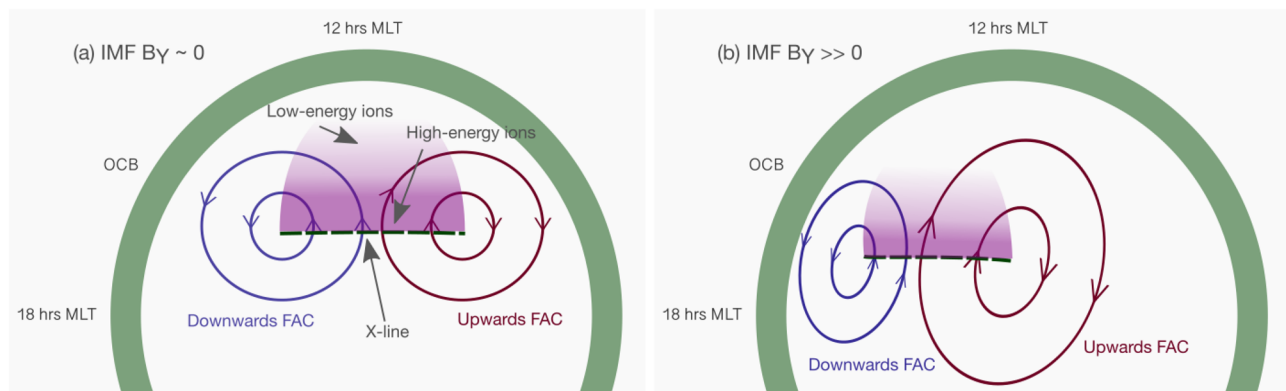 12 hrs MLT
(a) IMF BY ~ 0
Low-energy ions
High-energy ions
OCB
18 hrs MLT
Downwards FAC
Upwards FAC
X-line
12 hrs MLT
(b) IMF BY >> 0
OCB
18 hrs MLT
Upwards FAC
Downwards FAC